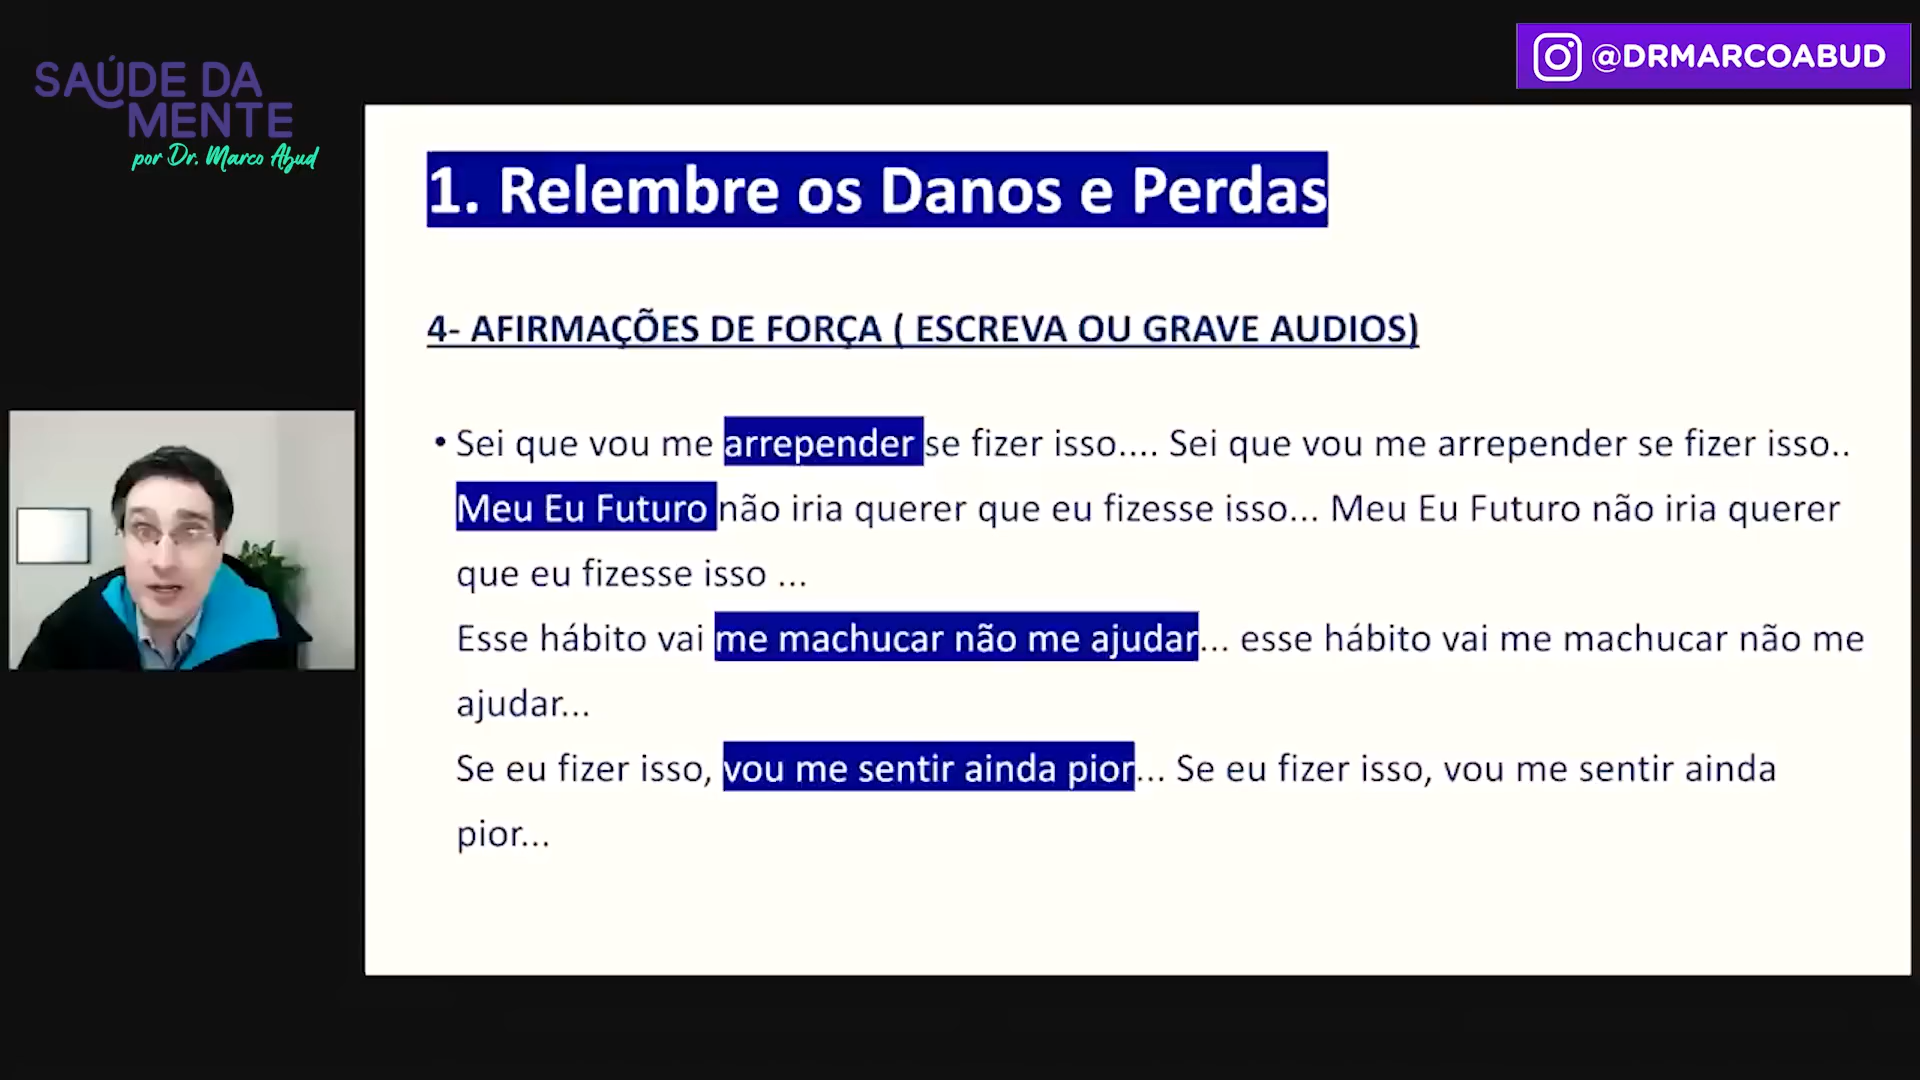 SAÚDE DA
MENTE
por Dr. Marco Abud
@DRMARCOABUD
1. Relembre os Danos e Perdas
4- AFIRMAÇÕES DE FORÇA ( ESCREVA OU GRAVE AUDIOS)
• Sei que vou me arrepender se fizer isso.... Sei que vou me arrepender se fizer isso..
Meu Eu Futuro não iria querer que eu fizesse isso... Meu Eu Futuro não iria querer
que eu fizesse isso ...
Esse hábito vai me machucar não me ajudar... esse hábito vai me machucar não me
ajudar...
Se eu fizer isso, vou me sentir ainda pior... Se eu fizer isso, vou me sentir ainda
pior...